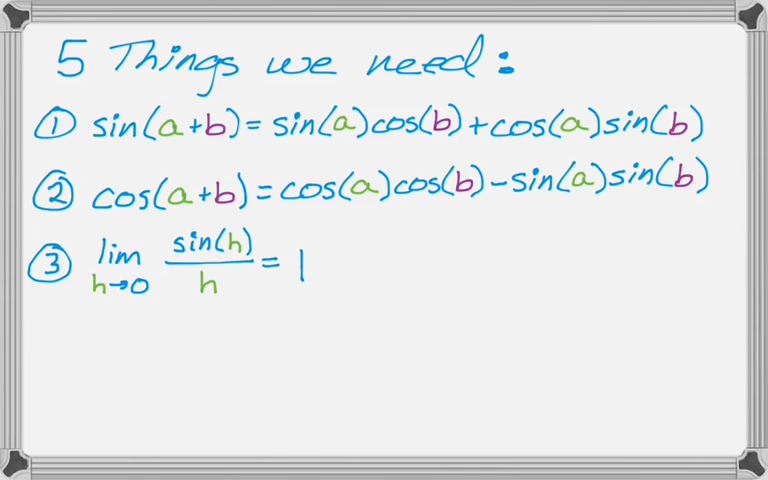 5 Things we need:
① sin(a+b)=sin(a)cos(b)+cos(a)sin(b)
② cos(a+b)=cos(a)cos(b)-sin(a)sin(b)
③ lim h→0 sin(h)/h = 1